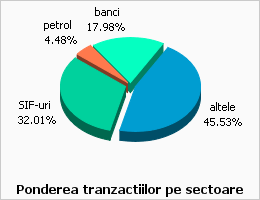 banci
17.98%
petrol
4.48%
SIF-uri
32.01%
altele
45.53%
Ponderea tranzactiilor pe sectoare